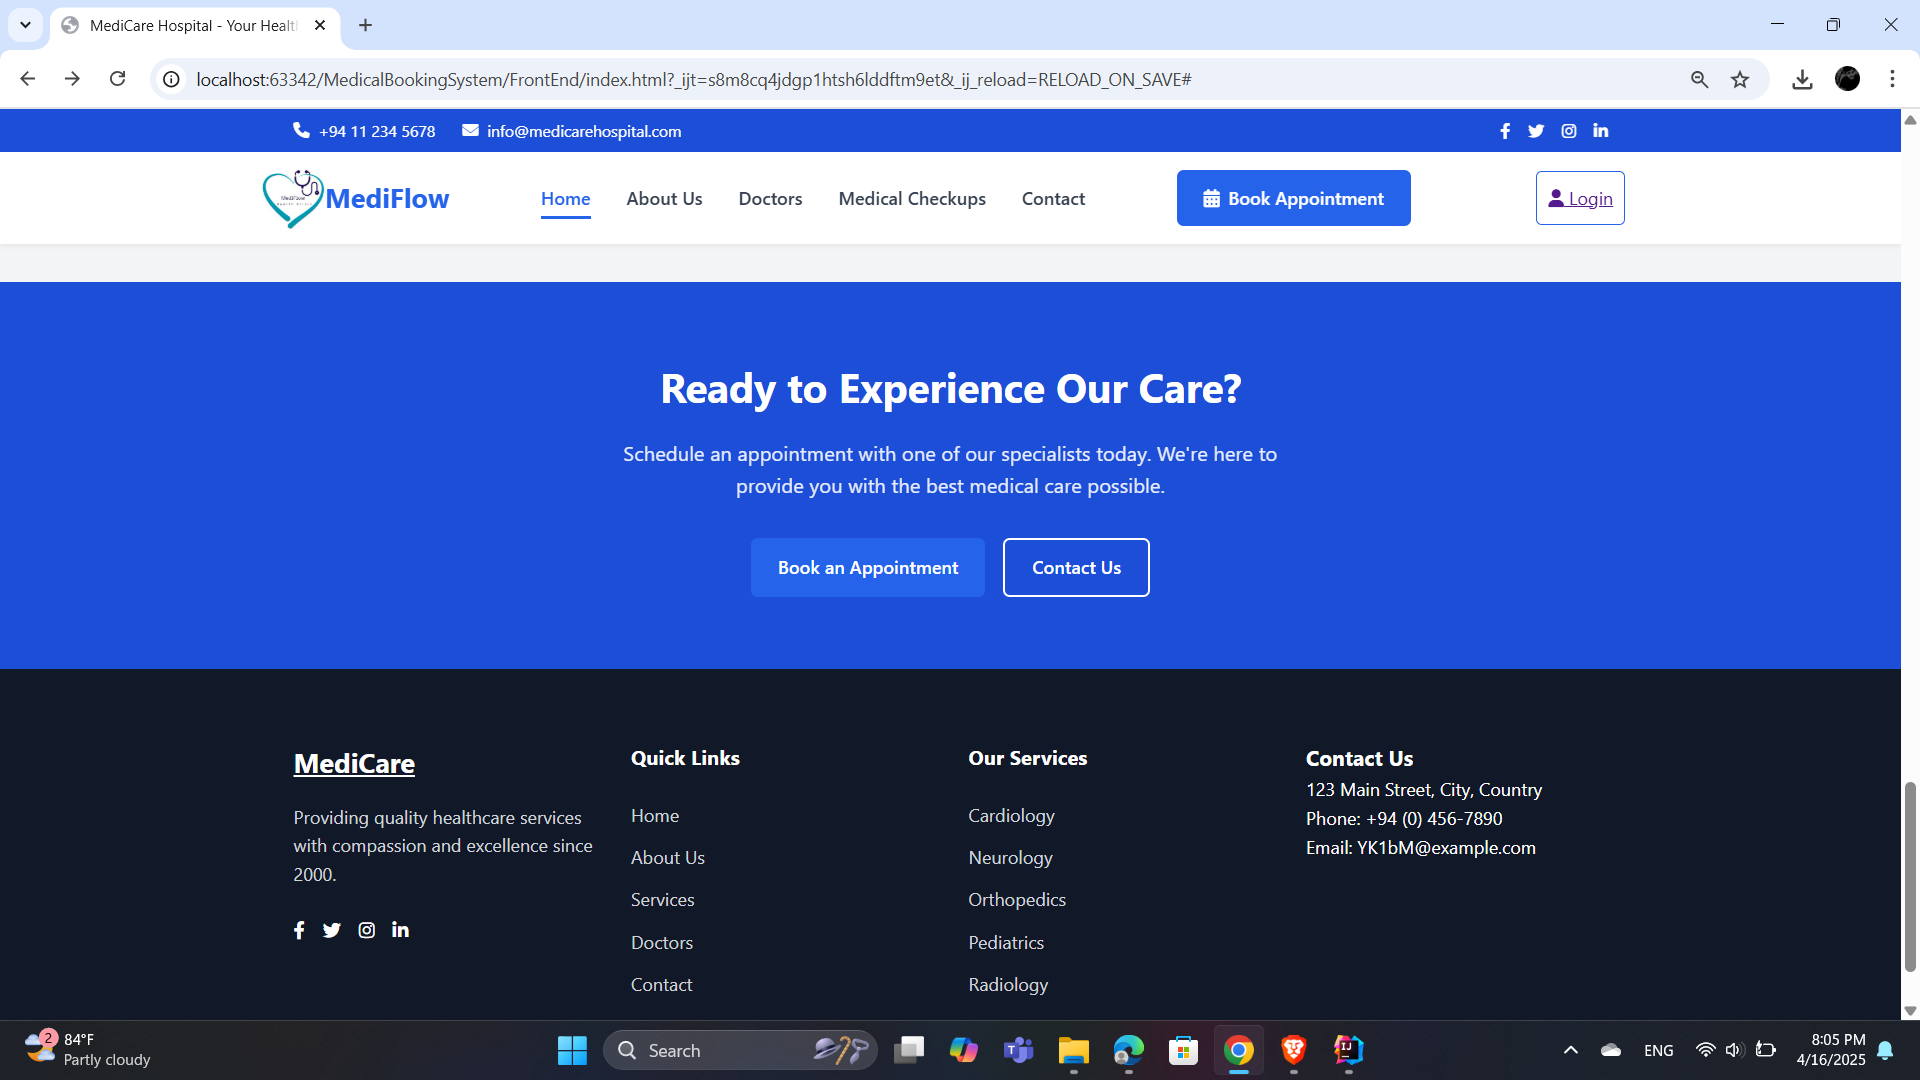 MediCare Hospital - Your Healt
localhost:63342/MedicalBookingSystem/FrontEnd/index.html?_ijt=s8m8cq4jdgp1htsh6lddftm9et&_ij_reload=RELOAD_ON_SAVE#
+94 11 234 5678 info@medicarehospital.com
MediFlow Home About Us Doctors Medical Checkups Contact Book Appointment Login
Ready to Experience Our Care?
Schedule an appointment with one of our specialists today. We're here to
provide you with the best medical care possible.
Book an Appointment Contact Us
MediCare
Providing quality healthcare services
with compassion and excellence since
2000.
Quick Links
Home
About Us
Services
Doctors
Contact
Our Services
Cardiology
Neurology
Orthopedics
Pediatrics
Radiology
Contact Us
123 Main Street, City, Country
Phone: +94 (0) 456-7890
Email: YK1bM@example.com
2
84°F
Partly cloudy
Search
ENG
8:05 PM
4/16/2025